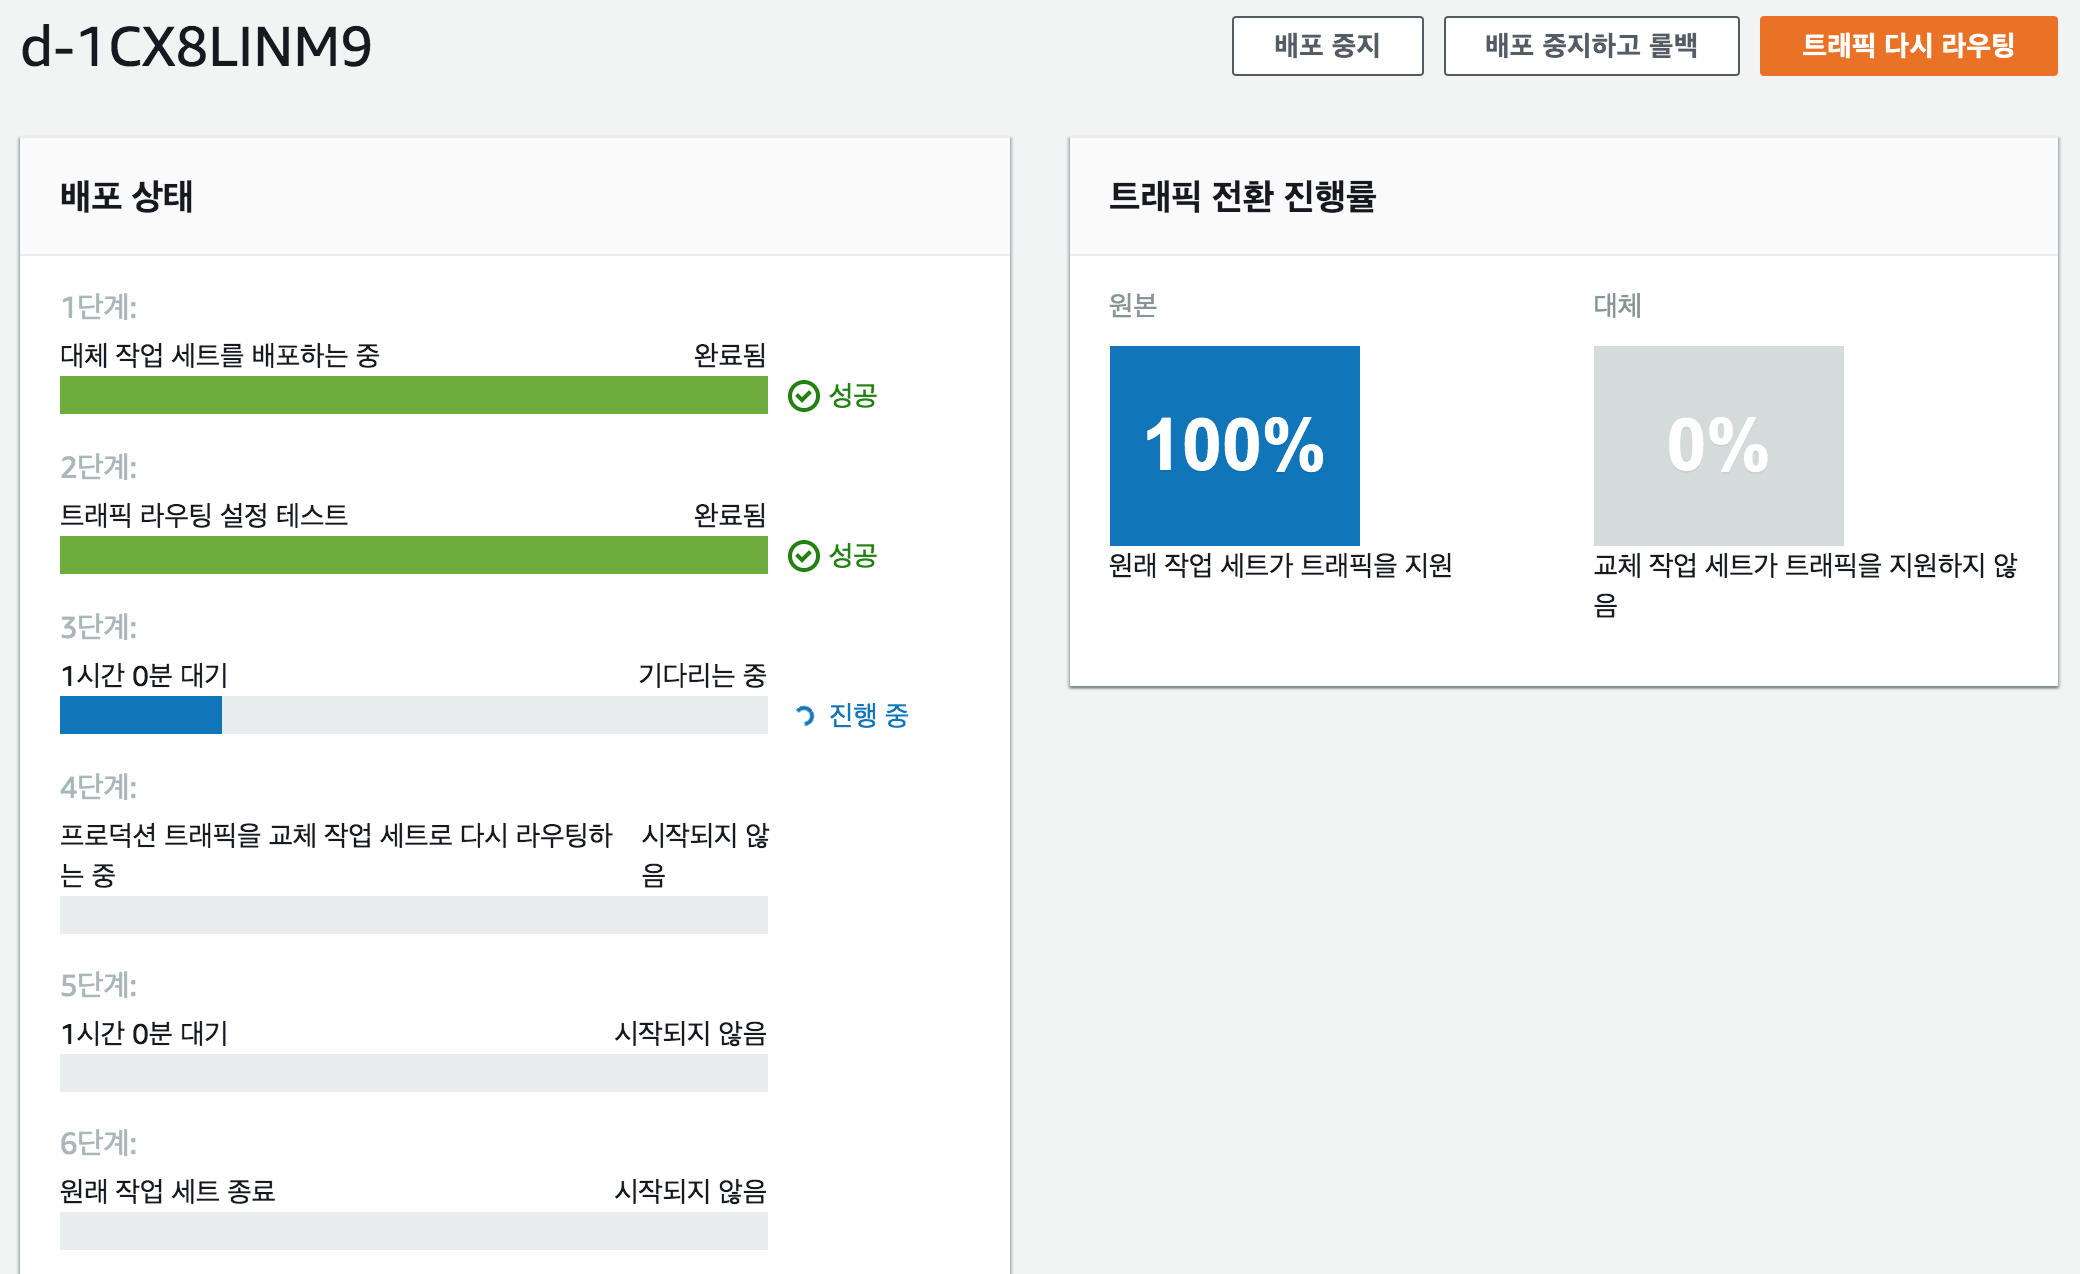 d-1CX8LINM9
배포 중지
배포 중지하고 롤백
트래픽 다시 라우팅
배포 상태
1단계:
대체 작업 세트를 배포하는 중 완료됨
성공
2단계:
트래픽 라우팅 설정 테스트 완료됨
성공
3단계:
1시간 0분 대기 기다리는 중
진행 중
4단계:
프로덕션 트래픽을 교체 작업 세트로 다시 라우팅하
는 중
시작되지 않
음
5단계:
1시간 0분 대기 시작되지 않음
6단계:
원래 작업 세트 종료 시작되지 않음
트래픽 전환 진행률
원본
100%
원래 작업 세트가 트래픽을 지원
대체
0%
교체 작업 세트가 트래픽을 지원하지 않
음